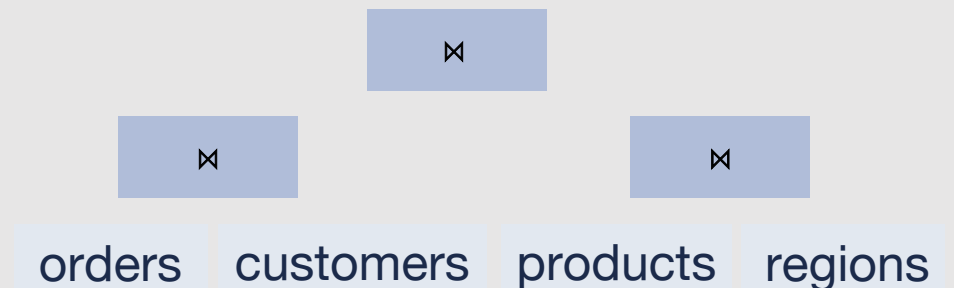 ⋈
⋈ ⋈
orders customers products regions